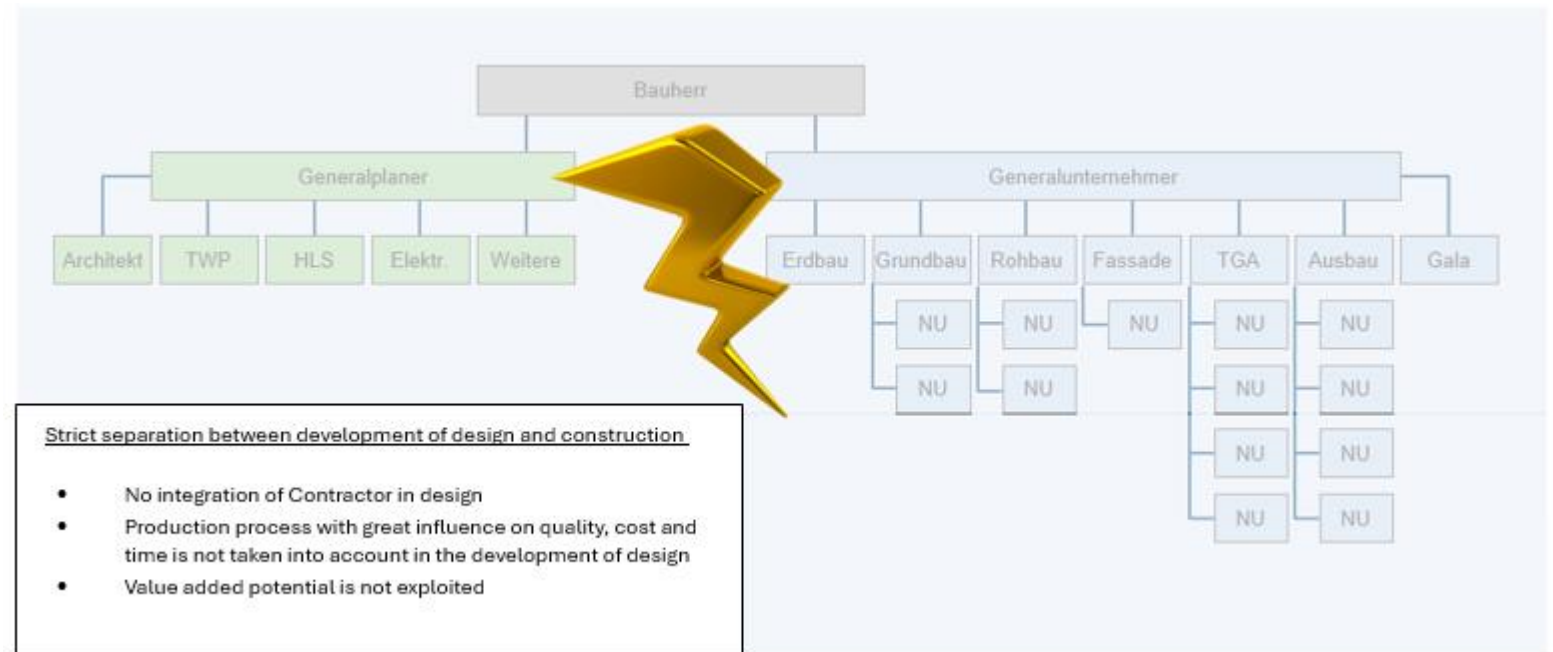 Bauherr
Generalplaner
Generalunternehmer
Architekt
TWP
HLS
Elektr.
Weitere
Erdbau
Grundbau
Rohbau
Fassade
TGA
Ausbau
Gala
NU
NU
NU
NU
NU
NU
NU
NU
NU
NU
NU
NU
NU
Strict separation between development of design and construction
• No integration of Contractor in design
• Production process with great influence on quality, cost and
time is not taken into account in the development of design
• Value added potential is not exploited